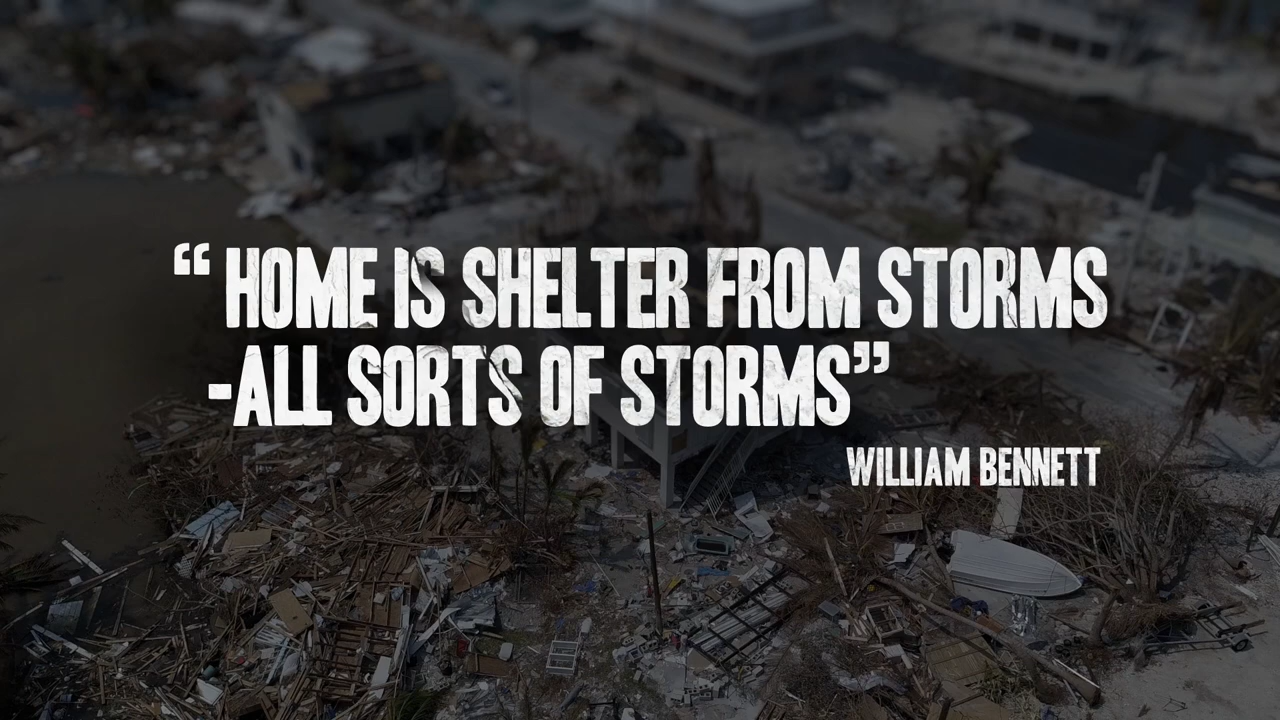 “ HOME IS SHELTER FROM STORMS
-ALL SORTS OF STORMS”
WILLIAM BENNETT